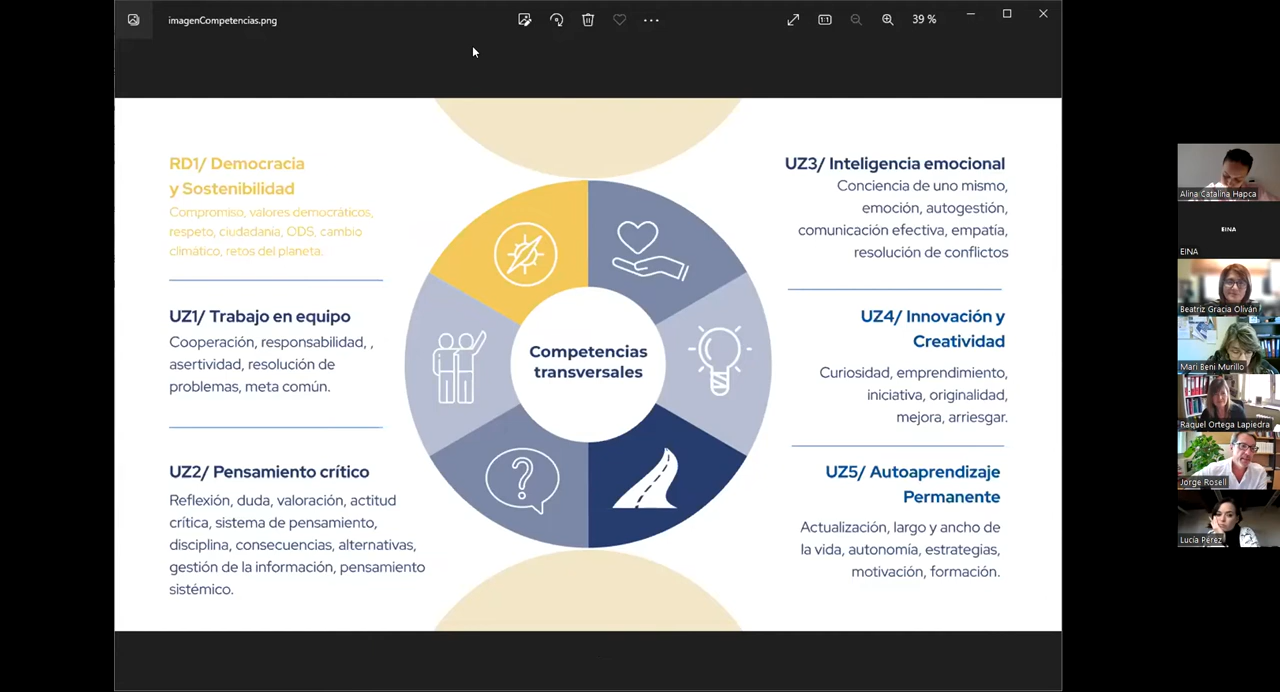 imagenCompetencias.png
39 %
RD1/ Democracia
y Sostenibilidad
Compromiso, valores democráticos,
respeto, ciudadanía, ODS, cambio
climático, retos del planeta.
UZ1/ Trabajo en equipo
Cooperación, responsabilidad, ,
asertividad, resolución de
problemas, meta común.
UZ2/ Pensamiento crítico
Reflexión, duda, valoración, actitud
crítica, sistema de pensamiento,
disciplina, consecuencias, alternativas,
gestión de la información, pensamiento
sistémico.
Competencias
transversales
UZ3/ Inteligencia emocional
Conciencia de uno mismo,
emoción, autogestión,
comunicación efectiva, empatía,
resolución de conflictos
UZ4/ Innovación y
Creatividad
Curiosidad, emprendimiento,
iniciativa, originalidad,
mejora, arriesgar.
UZ5/ Autoaprendizaje
Permanente
Actualización, largo y ancho de
la vida, autonomía, estrategias,
motivación, formación.
Alina Catalina Hapca
EINA
EINA
Beatriz Gracia Oliván
Mari Beni Murillo
Raquel Ortega Lapiedra
Jorge Rosell
Lucía Pérez